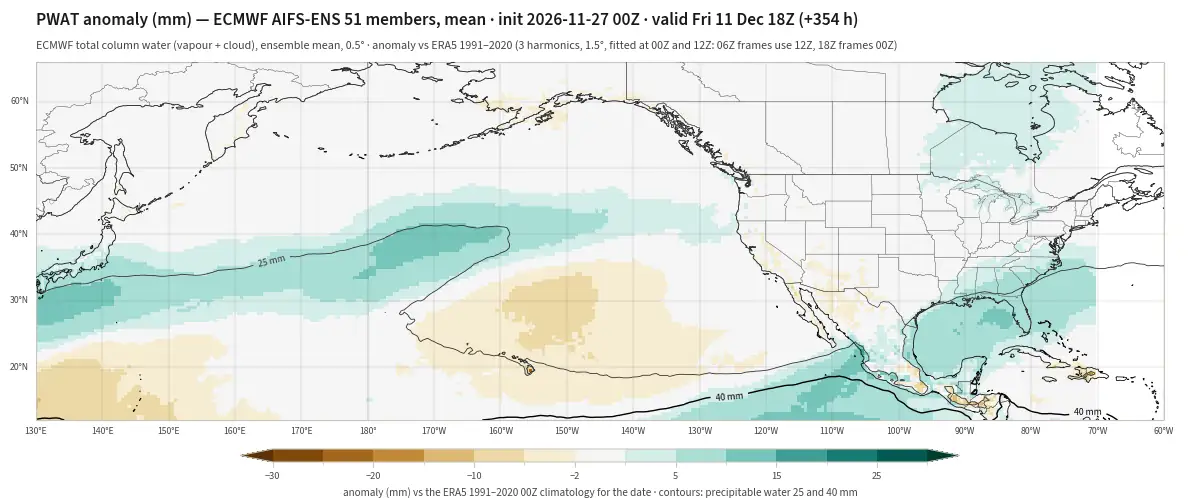 PWAT anomaly (mm) — ECMWF AIFS-ENS 51 members, mean · init 2026-11-27 00Z · valid Fri 11 Dec 18Z (+354 h)
ECMWF total column water (vapour + cloud), ensemble mean, 0.5° · anomaly vs ERA5 1991–2020 (3 harmonics, 1.5°, fitted at 00Z and 12Z: 06Z frames use 12Z, 18Z frames 00Z)
60°N
50°N
40°N
30°N
20°N
25 mm
40 mm
40 mm
130°E 140°E 150°E 160°E 170°E 180° 170°W 160°W 150°W 140°W 130°W 120°W 110°W 100°W 90°W 80°W 70°W 60°W
−30 −20 −10 −2 5 15 25
anomaly (mm) vs the ERA5 1991–2020 00Z climatology for the date · contours: precipitable water 25 and 40 mm